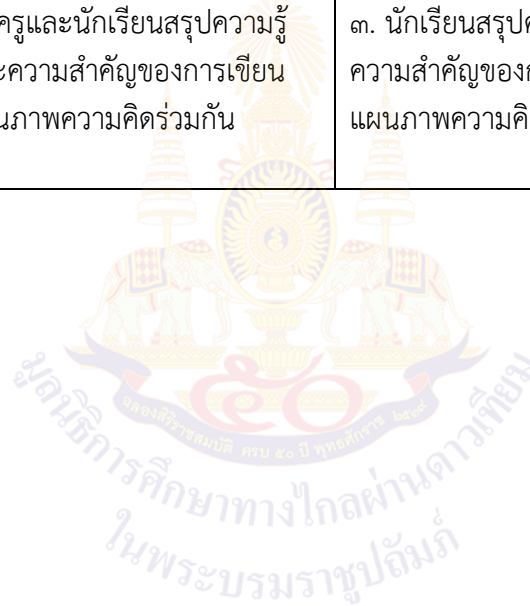 ครูและนักเรียนสรุปความรู้
ความสำคัญของการเขียน
นภาพความคิดร่วมกัน
๓. นักเรียนสรุป
ความสำคัญของ
แผนภาพความคิ
๕๐
ฉลองสิริราชสมบัติ ครบ ๕๐ ปี พุทธศักราช ๒๕๓๙
มูลนิธิการศึกษาทางไกลผ่านดาวเทียม
ในพระบรมราชูปถัมภ์